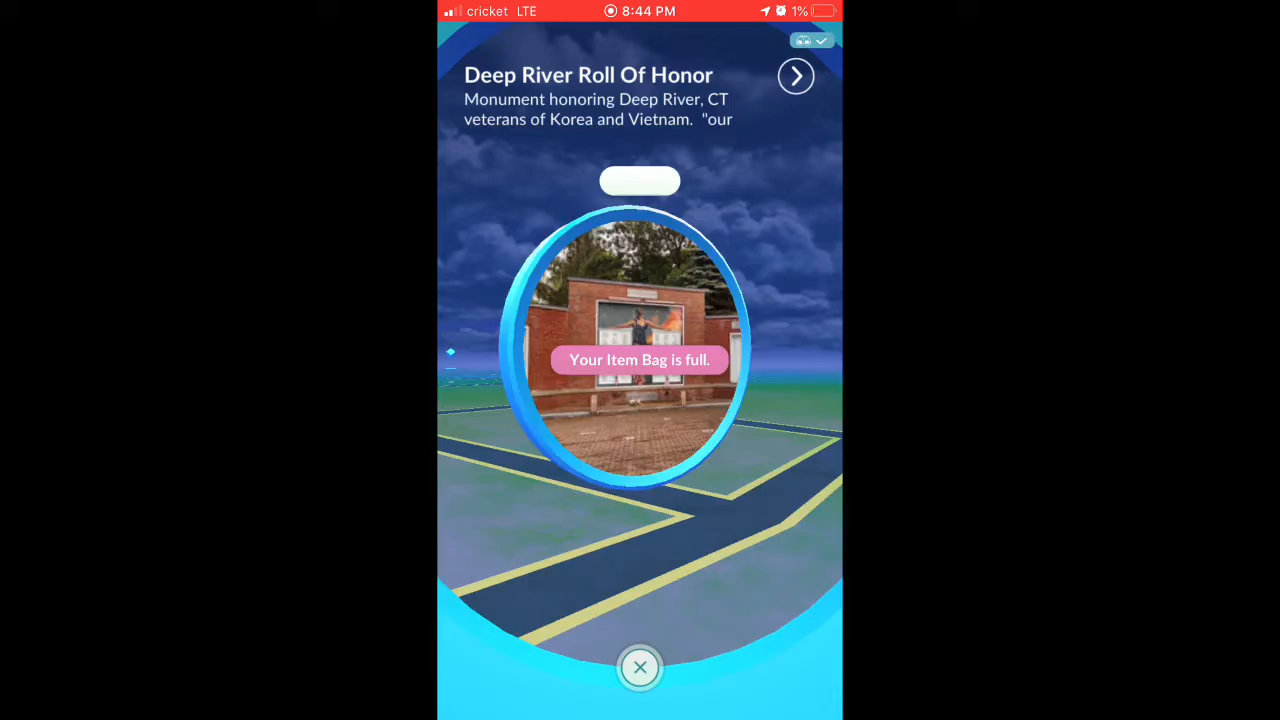 cricket LTE 8:44 PM 1%
Deep River Roll Of Honor
Monument honoring Deep River, CT
veterans of Korea and Vietnam. "our
Your Item Bag is full.